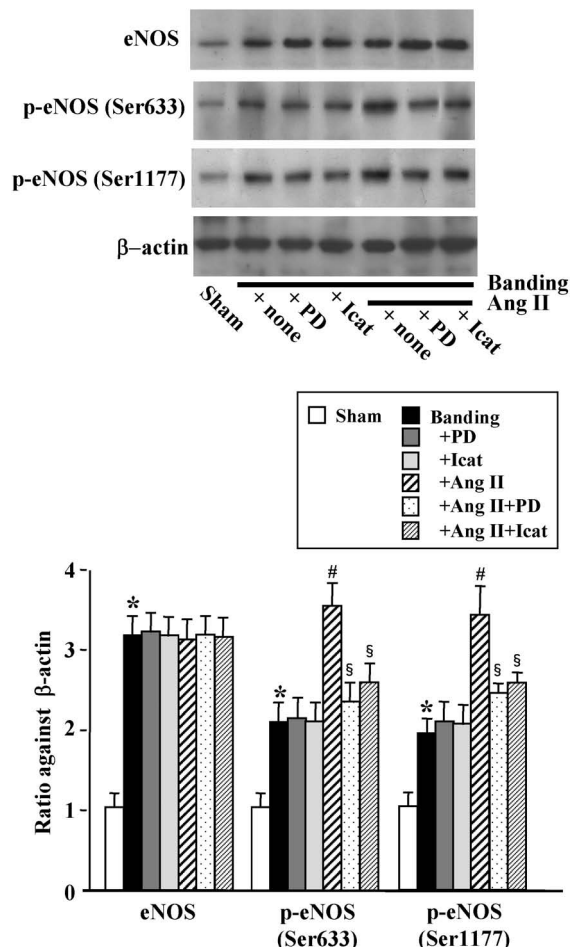 eNOS
p-eNOS (Ser633)
p-eNOS (Ser1177)
β−actin
Banding
Ang II
Sham
+ none
+ PD
+ Icat
+ none
+ PD
+ Icat
Sham
Banding
+PD
+Icat
+Ang II
+Ang II+PD
+Ang II+Icat
Ratio against β-actin
4
3
2
1
0
*
*
#
§
§
*
#
§
§
eNOS
p-eNOS
(Ser633)
p-eNOS
(Ser1177)